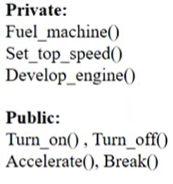 Private:
Fuel_machine()
Set_top_speed()
Develop_engine()
Public:
Turn_on() , Turn_off()
Accelerate(), Break()